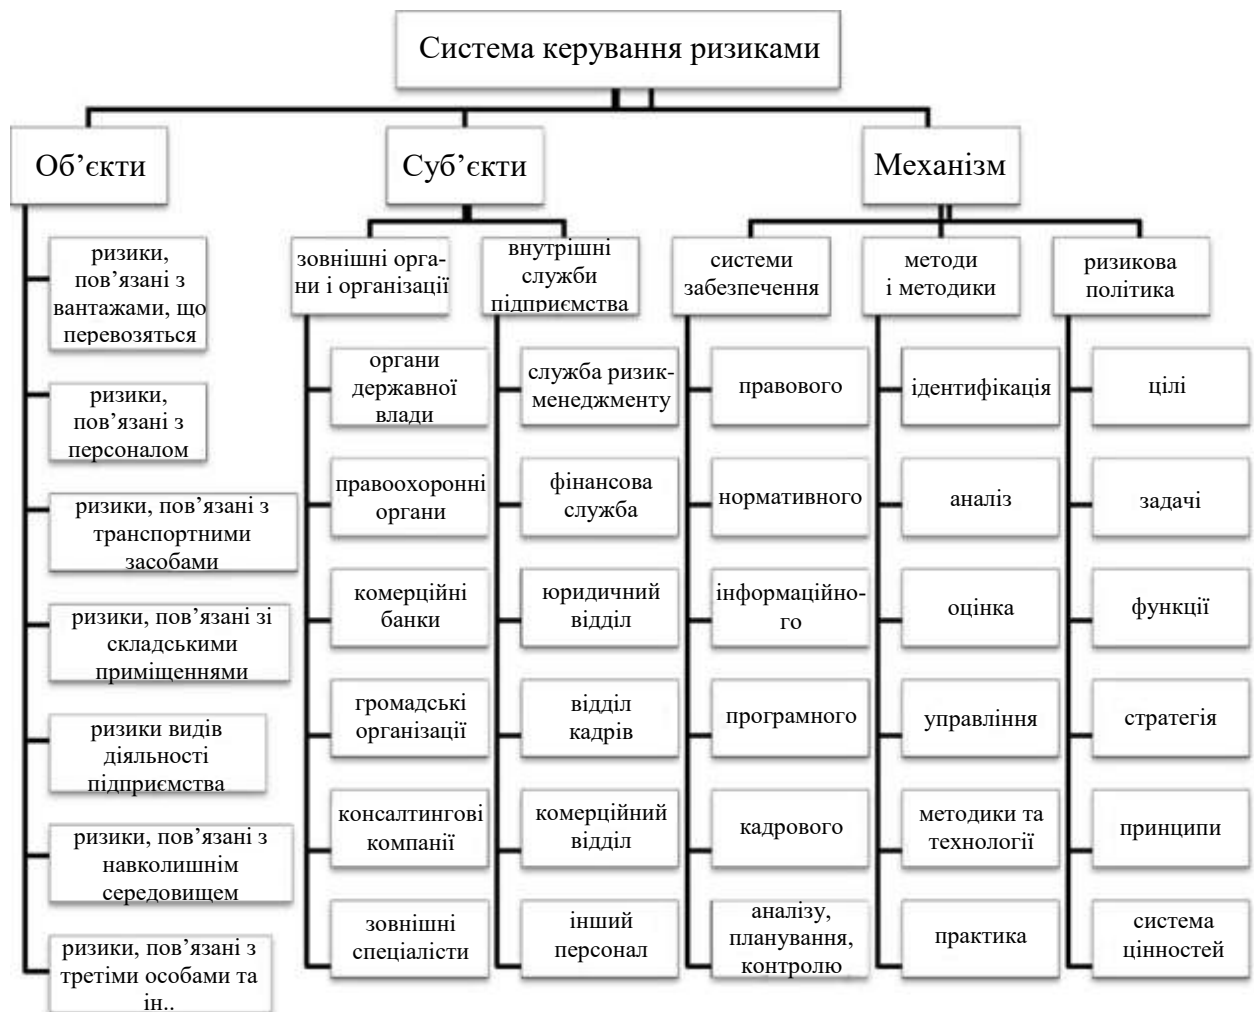 Система керування ризиками
Об’єкти
Суб’єкти
Механізм
ризики,
пов’язані з
вантажами, що
перевозяться
ризики,
пов’язані з
персоналом
ризики, пов’язані з
транспортними
засобами
ризики, пов’язані зі
складськими
приміщеннями
ризики видів
діяльності
підприємства
ризики, пов’язані з
навколишнім
середовищем
ризики, пов’язані з
третіми особами та
ін..
зовнішні орга-
ни і організації
органи
державної
влади
правоохоронні
органи
комерційні
банки
громадські
організації
консалтингові
компанії
зовнішні
спеціалісти
внутрішні
служби
підприємства
служба ризик-
менеджменту
фінансова
служба
юридичний
відділ
відділ
кадрів
комерційний
відділ
інший
персонал
системи
забезпечення
правового
нормативного
інформаційно-
го
програмного
кадрового
аналізу,
планування,
контролю
методи
і методики
ідентифікація
аналіз
оцінка
управління
методики та
технології
практика
ризикова
політика
цілі
задачі
функції
стратегія
принципи
система
цінностей